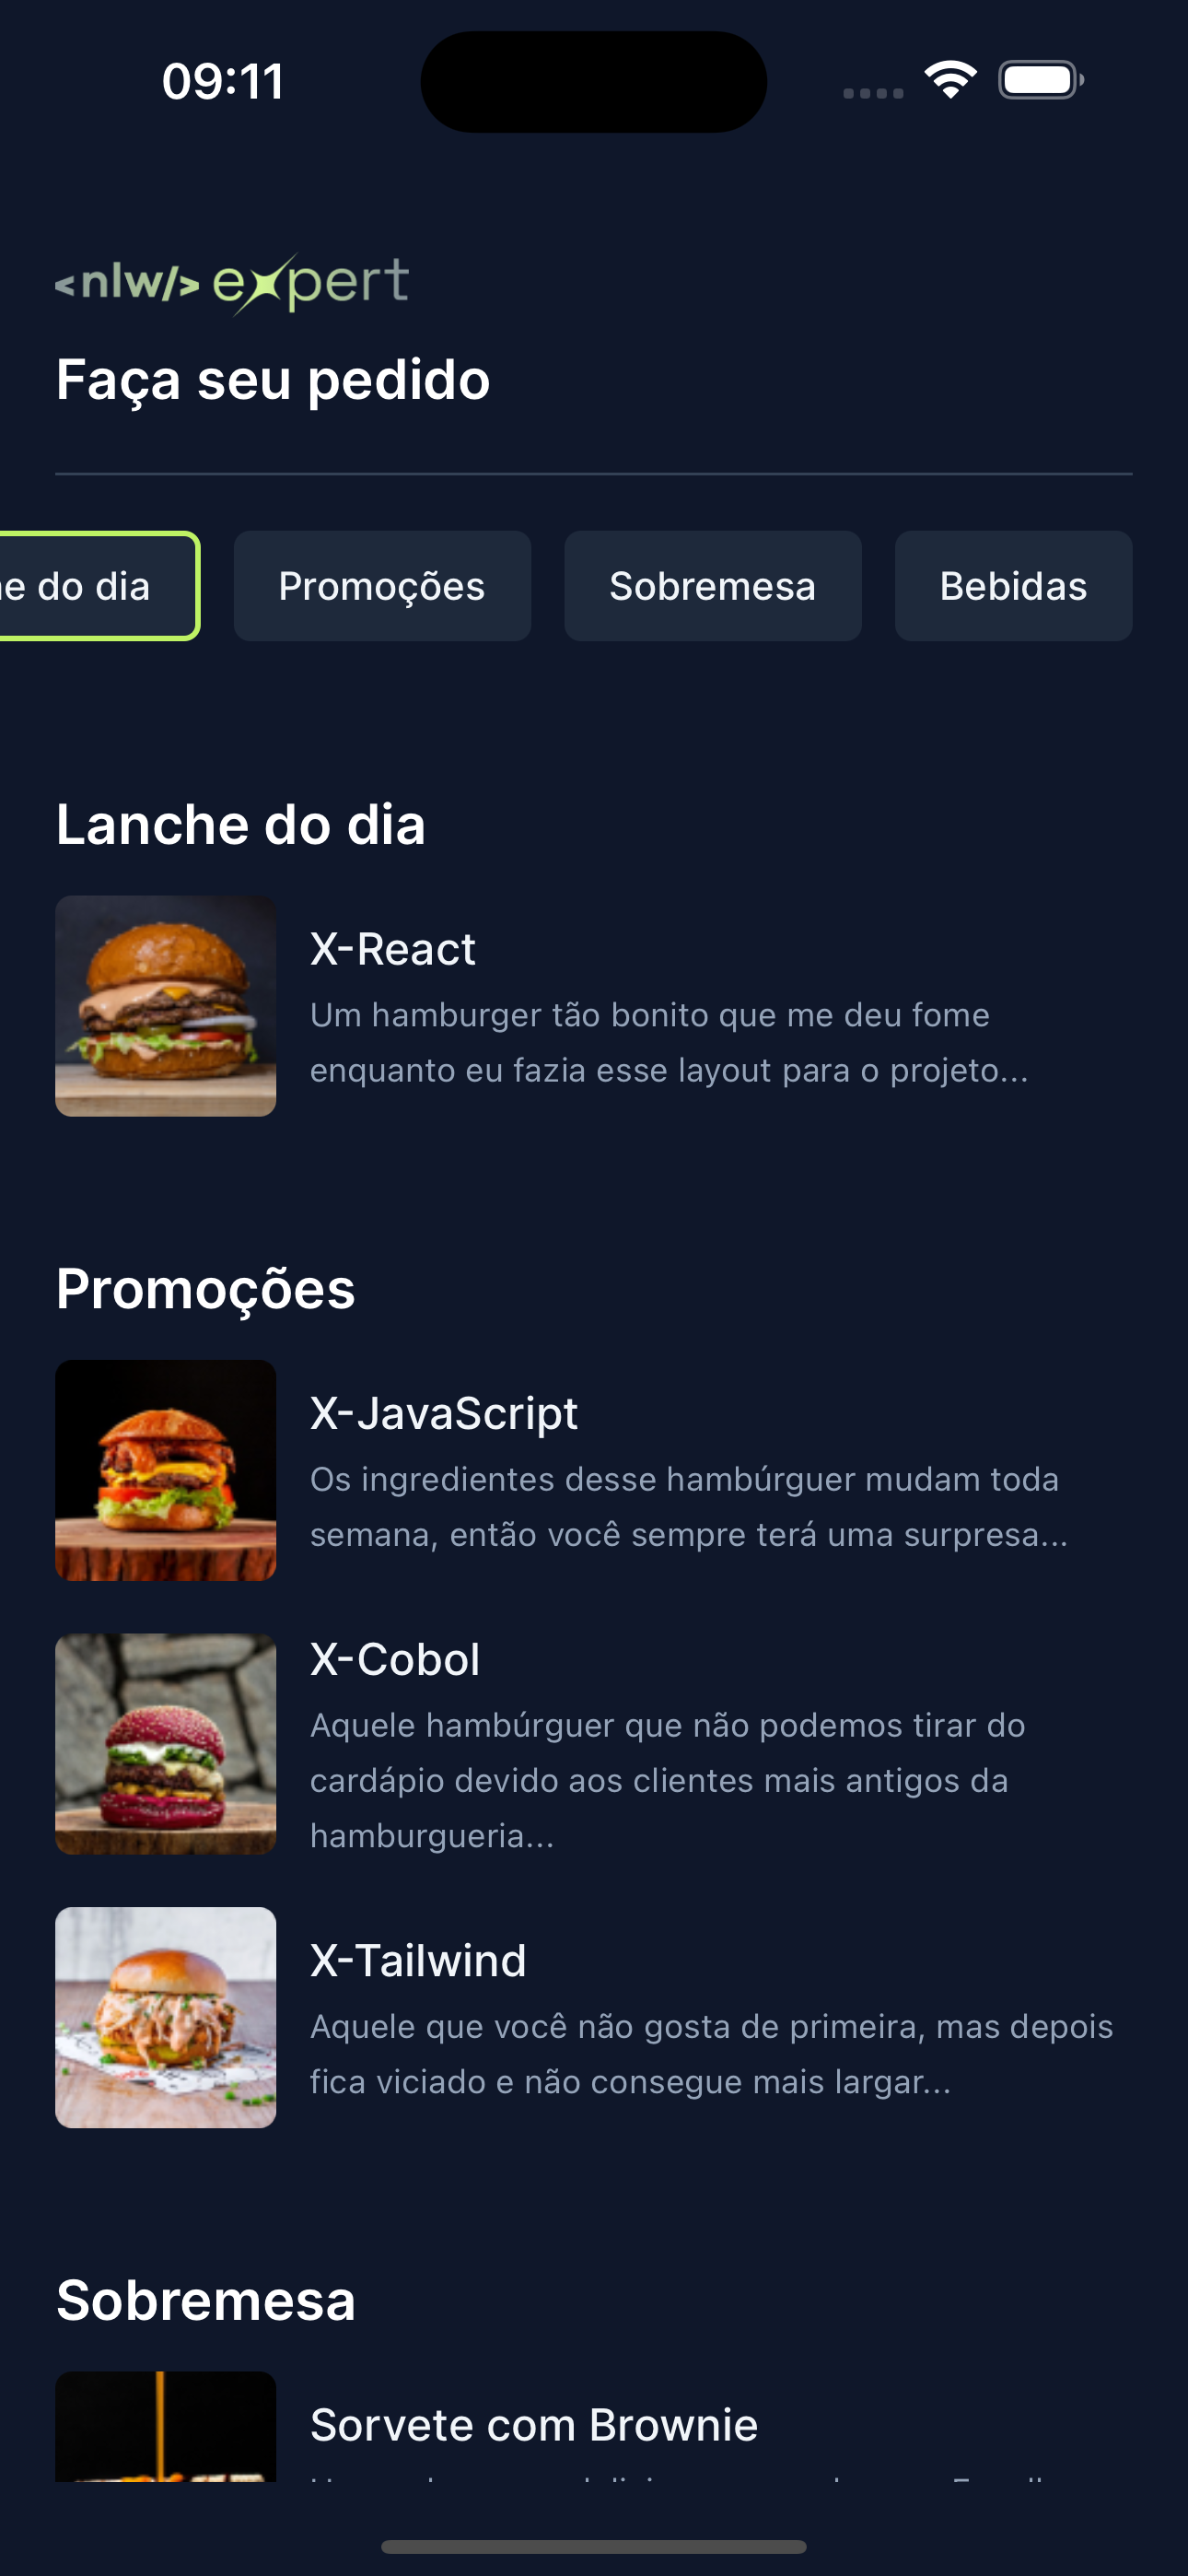 09:11
<nlw/> expert
Faça seu pedido
e do dia
Promoções
Sobremesa
Bebidas
Lanche do dia
X-React
Um hamburger tão bonito que me deu fome
enquanto eu fazia esse layout para o projeto...
Promoções
X-JavaScript
Os ingredientes desse hambúrguer mudam toda
semana, então você sempre terá uma surpresa...
X-Cobol
Aquele hambúrguer que não podemos tirar do
cardápio devido aos clientes mais antigos da
hamburgueria...
X-Tailwind
Aquele que você não gosta de primeira, mas depois
fica viciado e não consegue mais largar...
Sobremesa
Sorvete com Brownie